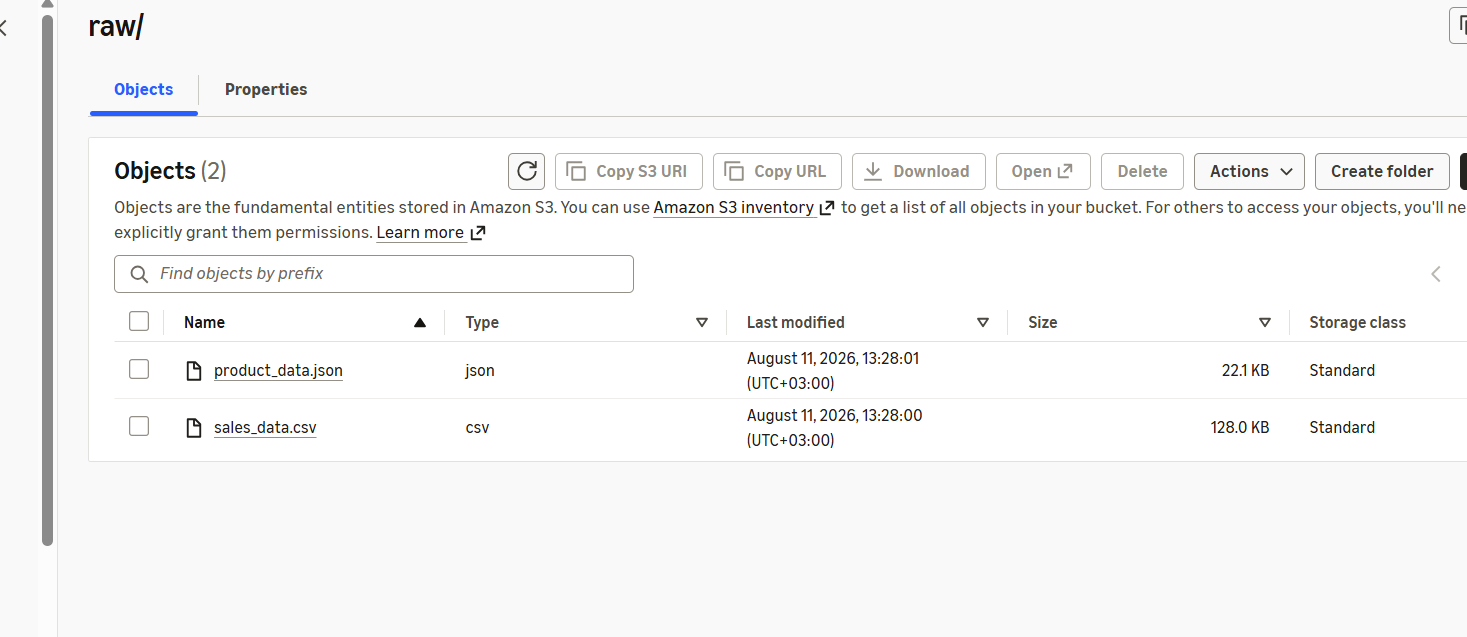 raw/
Objects
Properties
Objects (2)
Copy S3 URI
Copy URL
Download
Open
Delete
Actions
Create folder
Objects are the fundamental entities stored in Amazon S3. You can use Amazon S3 inventory to get a list of all objects in your bucket. For others to access your objects, you'll
explicitly grant them permissions. Learn more
Find objects by prefix
Name Type Last modified Size Storage class
product_data.json json August 11, 2026, 13:28:01 22.1 KB Standard
(UTC+03:00)
sales_data.csv csv August 11, 2026, 13:28:00 128.0 KB Standard
(UTC+03:00)